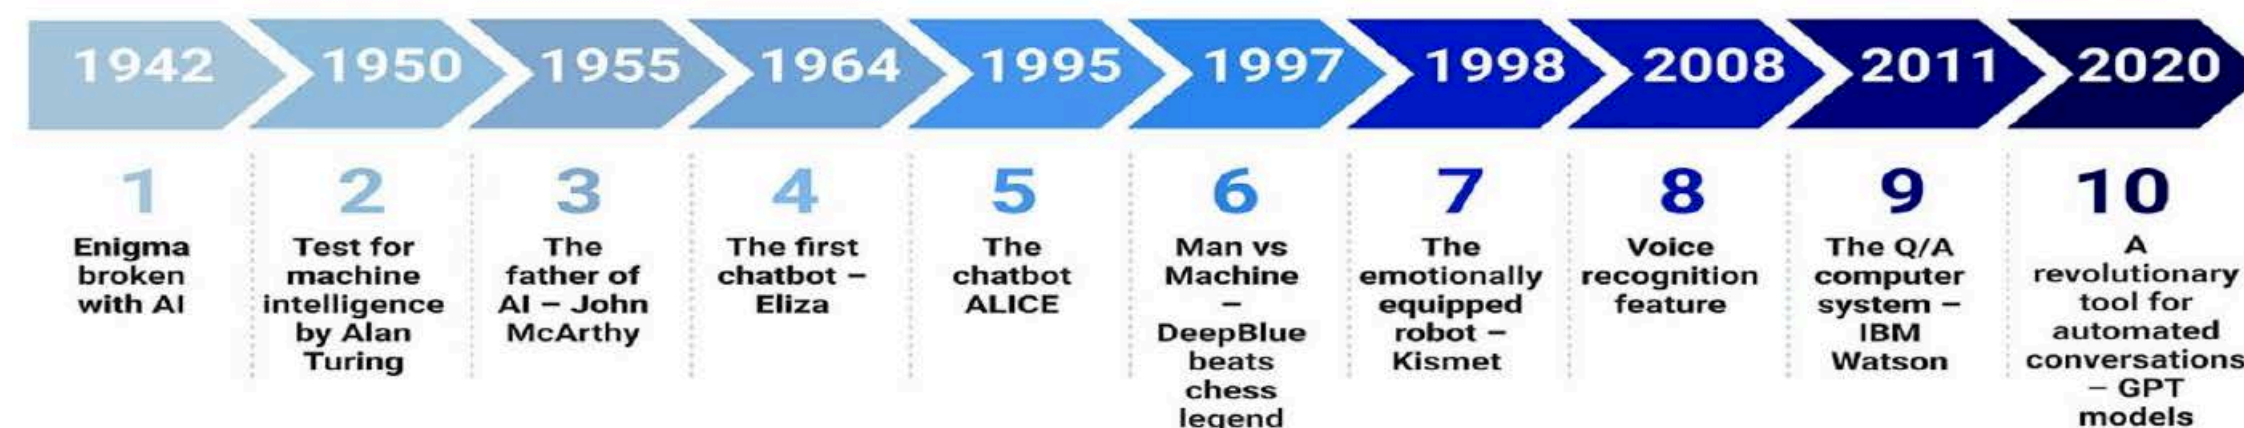 1942
1950
1955
1964
1995
1997
1998
2008
2011
2020
1
Enigma
broken
with AI
2
Test for
machine
intelligence
by Alan
Turing
3
The
father of
AI – John
McArthy
4
The first
chatbot –
Eliza
5
The
chatbot
ALICE
6
Man vs
Machine
–
DeepBlue
beats
chess
legend
7
The
emotionally
equipped
robot –
Kismet
8
Voice
recognition
feature
9
The Q/A
computer
system –
IBM
Watson
10
A
revolutionary
tool for
automated
conversations
– GPT
models